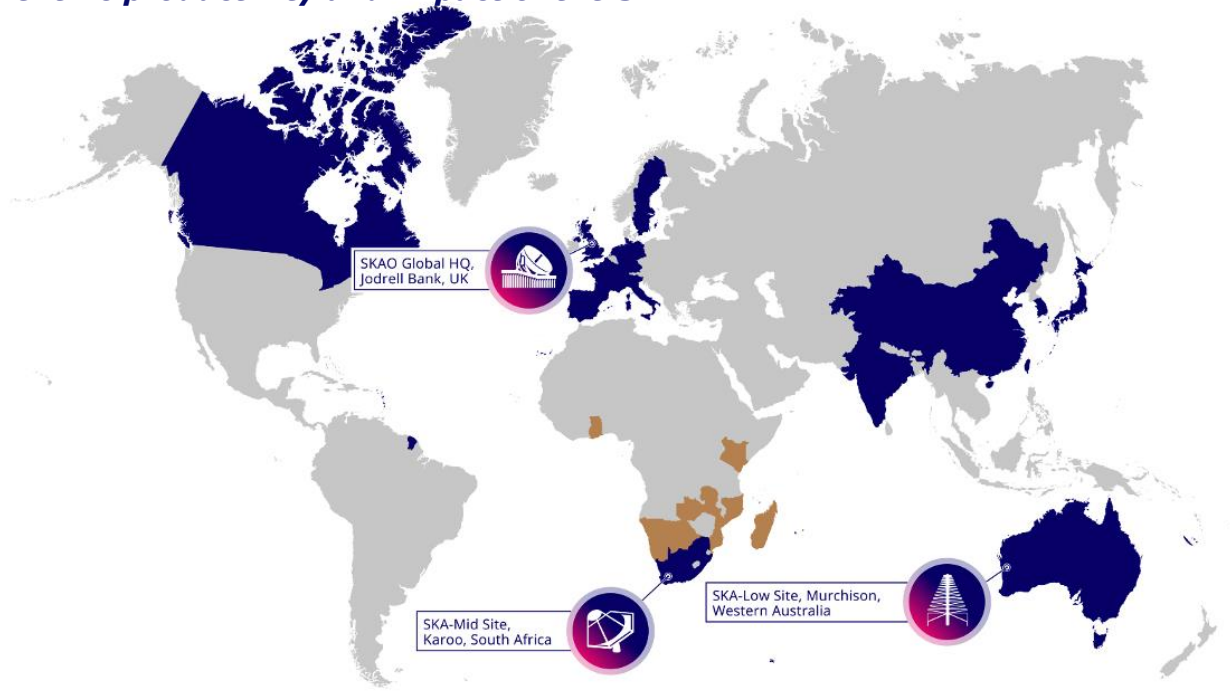 SKAO Global HQ,
Jodrell Bank, UK
SKA-Low Site, Murchison,
Western Australia
SKA-Mid Site,
Karoo, South Africa